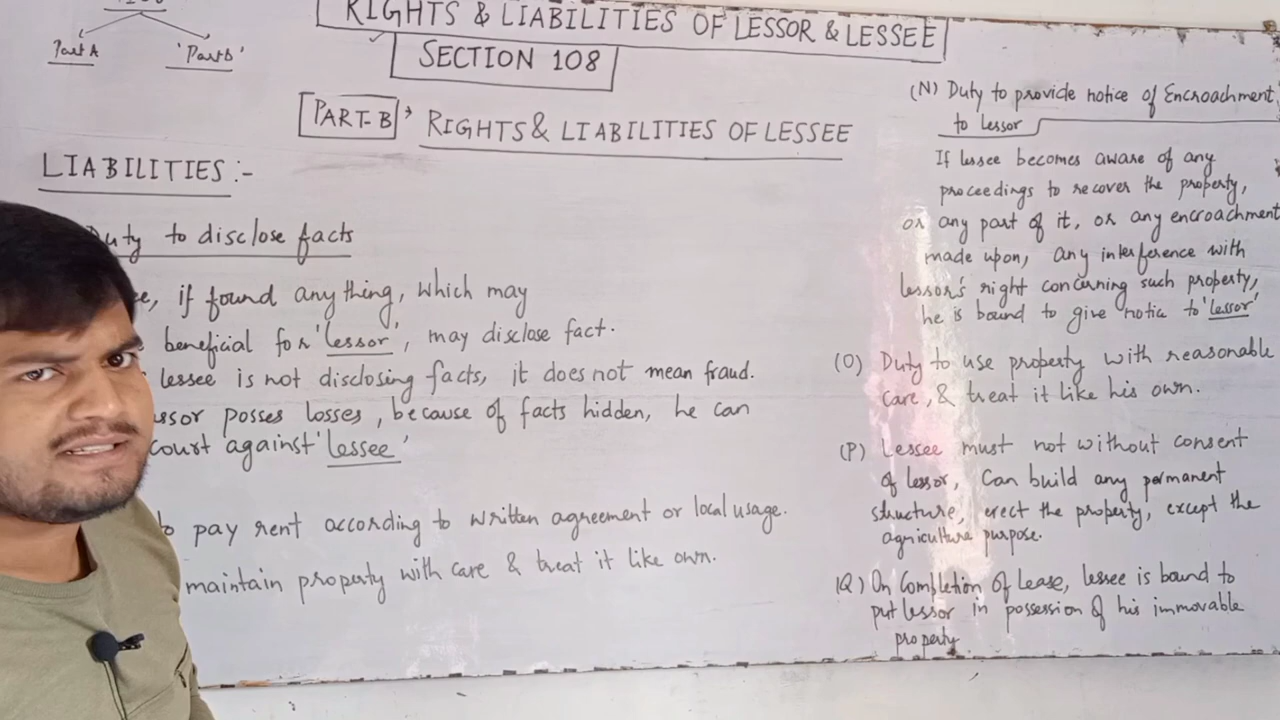 Part A 'Part B'
RIGHTS & LIABILITIES OF LESSOR & LESSEE
SECTION 108
PART-B → RIGHTS & LIABILITIES OF LESSEE
LIABILITIES :-
Duty to disclose facts
if found anything, which may
beneficial for 'lessor', may disclose fact.
lessee is not disclosing facts, it does not mean fraud.
posses losses, because of facts hidden, he can
court against 'lessee'
pay rent according to written agreement or local usage.
maintain property with care & treat it like own.
(N) Duty to provide notice of Encroachment
to lessor
If lessee becomes aware of any
proceedings to recover the property,
or any part of it, or any encroachment
made upon, any interference with
lessor's right concerning such property,
he is bound to give notic to 'lessor'
(O) Duty to use property with reasonable
care, & treat it like his own.
(P) Lessee must not without consent
of lessor, can build any permanent
structure, erect the property, except the
agriculture purpose.
(Q) On Completion of Lease, lessee is bound to
put lessor in possession of his immovable
property